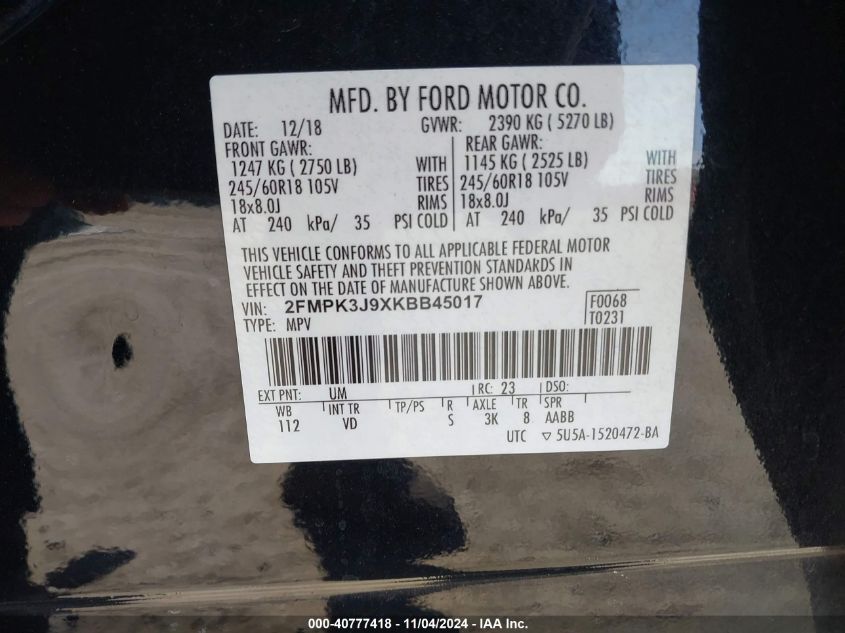 MFD. BY FORD MOTOR CO.
DATE: 12/18 GVWR: 2390 KG ( 5270 LB)
FRONT GAWR: REAR GAWR:
1247 KG ( 2750 LB) WITH 1145 KG ( 2525 LB) WITH
245/60R18 105V TIRES 245/60R18 105V TIRES
18x8.0J RIMS 18x8.0J RIMS
AT 240 kPa/ 35 PSI COLD AT 240 kPa/ 35 PSI COLD
THIS VEHICLE CONFORMS TO ALL APPLICABLE FEDERAL MOTOR
VEHICLE SAFETY AND THEFT PREVENTION STANDARDS IN
EFFECT ON THE DATE OF MANUFACTURE SHOWN ABOVE.
VIN: 2FMPK3J9XKBB45017 F0068
TYPE: MPV T0231
EXT PNT: UM RC: 23 DSO:
WB INT TR TP/PS R AXLE TR SPR
112 VD S 3K 8 AABB
UTC ▽ 5U5A-1520472-BA
000-40777418 - 11/04/2024 - IAA Inc.